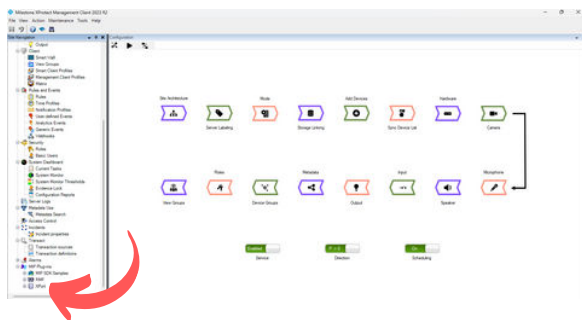 Milestone XProtect Management Client 2022 R2
File View Action Maintenance Tools Help
Site Navigation
Configuration
Output
Client
Smart Wall
View Groups
Smart Client Profiles
Management Client Profiles
Matrix
Rules and Events
Rules
Time Profiles
Notification Profiles
User-defined Events
Analytics Events
Generic Events
Webhooks
Security
Roles
Basic Users
System Dashboard
Current Tasks
System Monitor
System Monitor Thresholds
Evidence Lock
Configuration Reports
Server Logs
Metadata Use
Metadata Search
Access Control
Incidents
Incident properties
Transact
Transaction sources
Transaction definitions
Alarms
MIP Plug-ins
MIP SDK Samples
Site Architecture
Mode
Add Devices
Hardware
Server Labeling
Storage Linking
Sync Device List
Camera
Roles
Metadata
Input
Microphone
View Groups
Device Groups
Output
Speaker
Enabled
On
Service
Direction
Scheduling